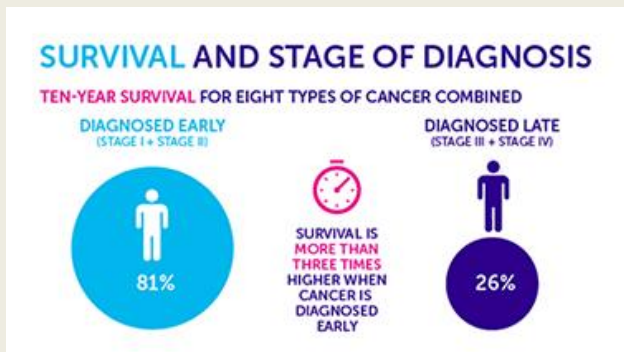 SURVIVAL AND STAGE OF DIAGNOSIS
TEN-YEAR SURVIVAL FOR EIGHT TYPES OF CANCER COMBINED
DIAGNOSED EARLY
(STAGE I + STAGE II)
81%
SURVIVAL IS
MORE THAN
THREE TIMES
HIGHER WHEN
CANCER IS
DIAGNOSED
EARLY
DIAGNOSED LATE
(STAGE III + STAGE IV)
26%